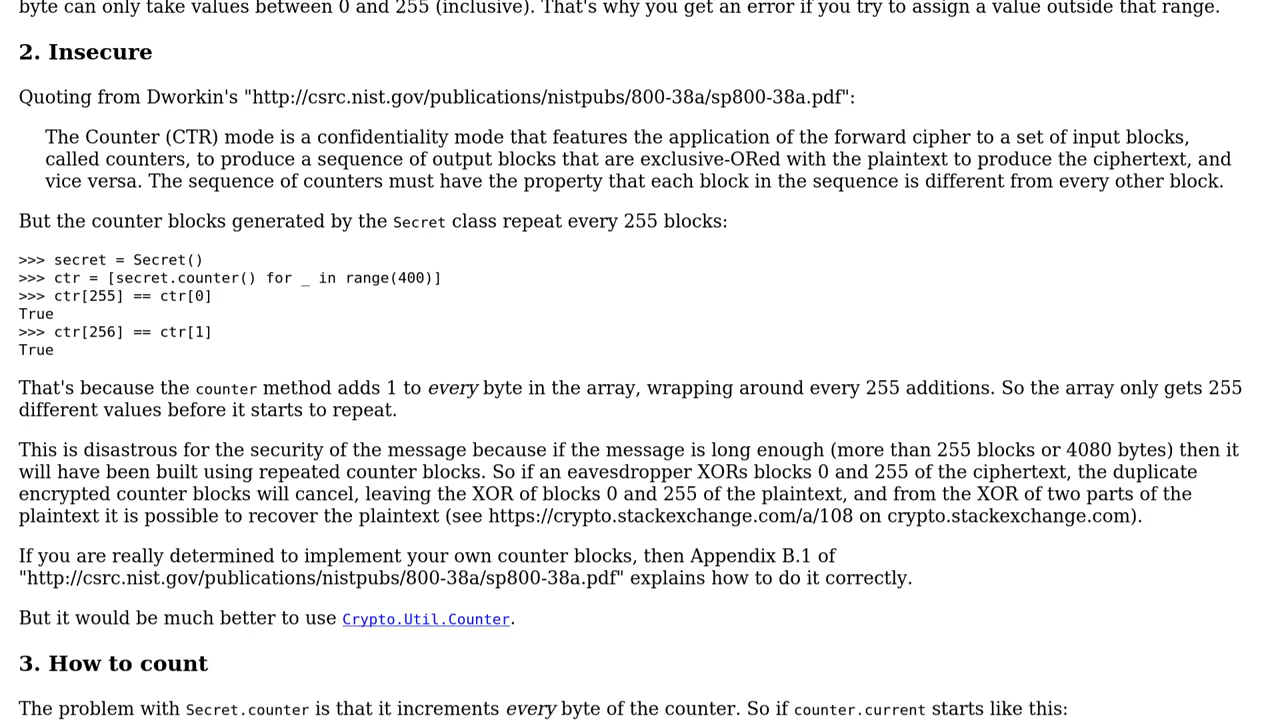 byte can only take values between 0 and 255 (inclusive). That's why you get an error if you try to assign a value outside that range.
2. Insecure
Quoting from Dworkin's "http://csrc.nist.gov/publications/nistpubs/800-38a/sp800-38a.pdf":
The Counter (CTR) mode is a confidentiality mode that features the application of the forward cipher to a set of input blocks,
called counters, to produce a sequence of output blocks that are exclusive-ORed with the plaintext to produce the ciphertext, and
vice versa. The sequence of counters must have the property that each block in the sequence is different from every other block.
But the counter blocks generated by the Secret class repeat every 255 blocks:
>>> secret = Secret()
>>> ctr = [secret.counter() for _ in range(400)]
>>> ctr[255] == ctr[0]
True
>>> ctr[256] == ctr[1]
True
That's because the counter method adds 1 to every byte in the array, wrapping around every 255 additions. So the array only gets 255
different values before it starts to repeat.
This is disastrous for the security of the message because if the message is long enough (more than 255 blocks or 4080 bytes) then it
will have been built using repeated counter blocks. So if an eavesdropper XORs blocks 0 and 255 of the ciphertext, the duplicate
encrypted counter blocks will cancel, leaving the XOR of blocks 0 and 255 of the plaintext, and from the XOR of two parts of the
plaintext it is possible to recover the plaintext (see https://crypto.stackexchange.com/a/108 on crypto.stackexchange.com).
If you are really determined to implement your own counter blocks, then Appendix B.1 of
"http://csrc.nist.gov/publications/nistpubs/800-38a/sp800-38a.pdf" explains how to do it correctly.
But it would be much better to use Crypto.Util.Counter.
3. How to count
The problem with Secret.counter is that it increments every byte of the counter. So if counter.current starts like this: